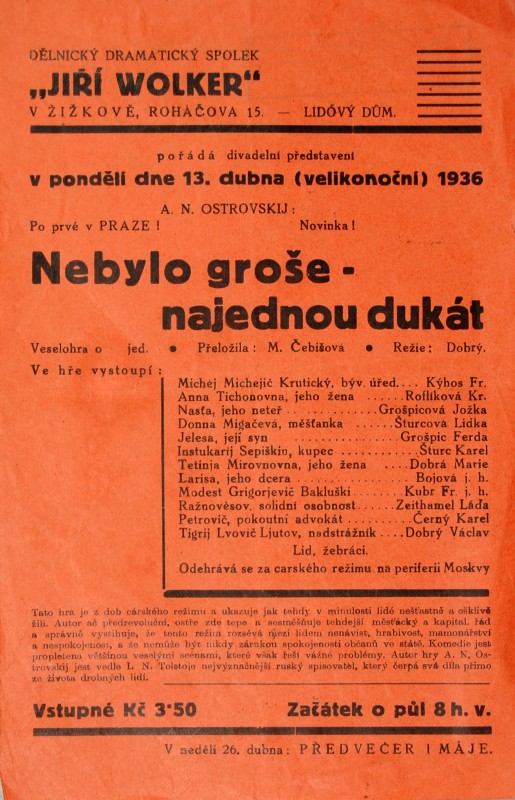 DĚLNICKÝ DRAMATICKÝ SPOLEK
„JIŘÍ WOLKER“
V ŽIŽKOVĚ, ROHÁČOVA 15. — LIDÓVÝ DŮM.
pořádá divadelní představení
v pondělí dne 13. dubna (velikonoční) 1936
A. N. OSTROVSKIJ:
Po prvé v PRAZE! Novinka!
Nebylo groše -
najednou dukát
Veselohra o jed. ● Přeložila: M. Čebišová ● Režie: Dobrý.
Ve hře vystoupí:
Michej Michejič Krutický, býv. úřed.... Kýhos Fr.
Anna Tichonovna, jeho žena ......Roflíková Kr.
Nasťa, jeho neteř ..............Grošpicová Jožka
Donna Migačevá, měšťanka ......Šturcová Lidka
Jelesa, její syn ................Grošpic Ferda
Instukarij Sepiškin, kupec ............Šturc Karel
Tetinja Mirovnovna, jeho žena ....Dobrá Marie
Larisa, jeho dcera ..................Bojová j. h.
Modest Grigorjevič Bakluški........Kubr Fr. j. h.
Ražnověsov, solidní osobnost......Zeithamel Láďa
Petrovič, pokoutní advokát ..........Černý Karel
Tigrij Lvovič Ljutov, nadstrážník....Dobrý Václav
Lid, žebráci.
Odehrává se za carského režimu na periferii Moskvy
Tato hra je z dob cárského režimu a ukazuje jak tehdy v minulosti lidé nešťastně a ošklivě
žili. Autor ač předrevoluční, ostře zde tepe a sesměšňuje tehdejší měsťácký a kapital. řád
a správně vystihuje, že tento režim rozsévá mezi lidem nenávist, hrabivost, mamonářství
a nespokojenost, a že nemůže být nikdy zárukou spokojenosti občanů ve státě. Komedie jest
propletena většinou veselými scénami, které však řeší vážné problémy. Autor hry A. N. Os-
trovskij jest vedle L. N. Tolstoje nejvýznačnější ruský spisovatel, který čerpá svá díla přímo
ze života drobných lidí.
Vstupné Kč 3·50 Začátek o půl 8 h. v.
V neděli 26. dubna: PŘEDVEČER I MÁJE.